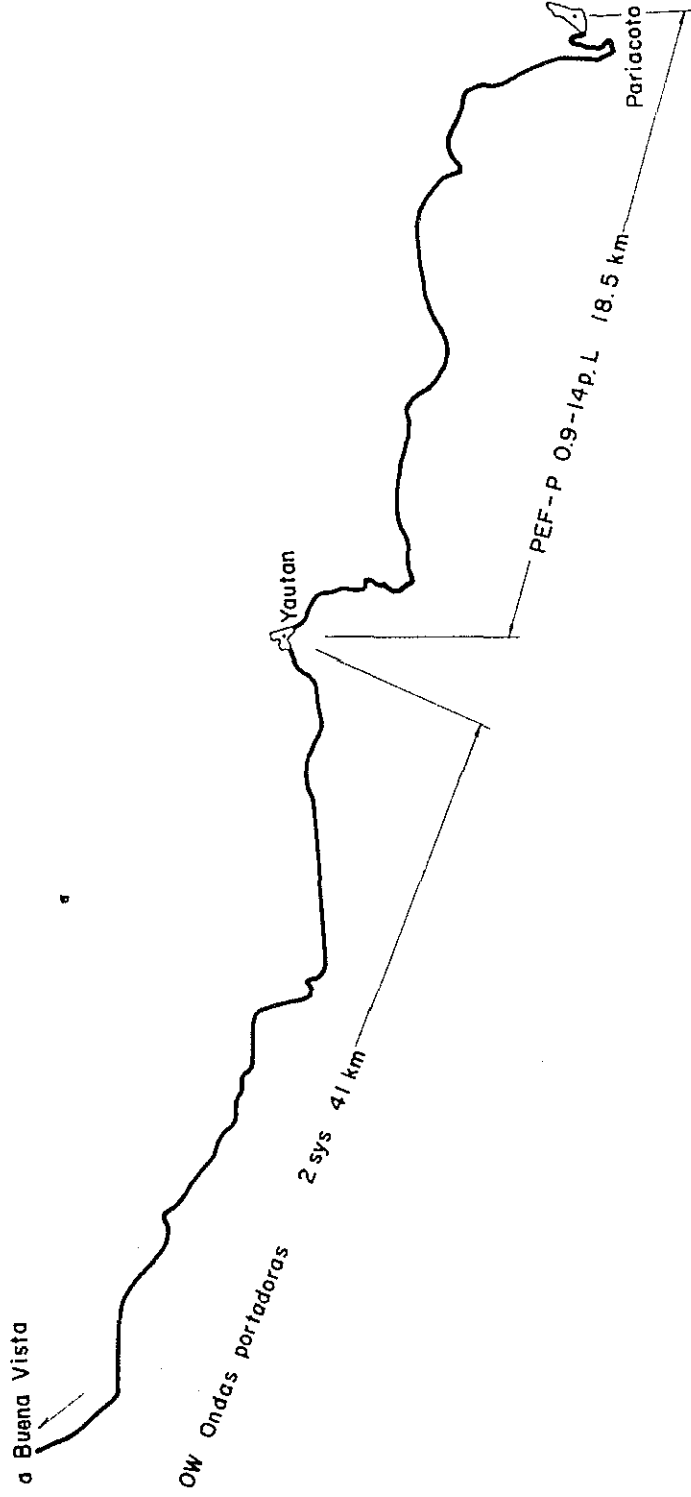 a Buena Vista
OW Ondas portadoras 2 sys 41 km
Yautan
PEF-P 0.9-14p. L 18.5 km
Pariacoto